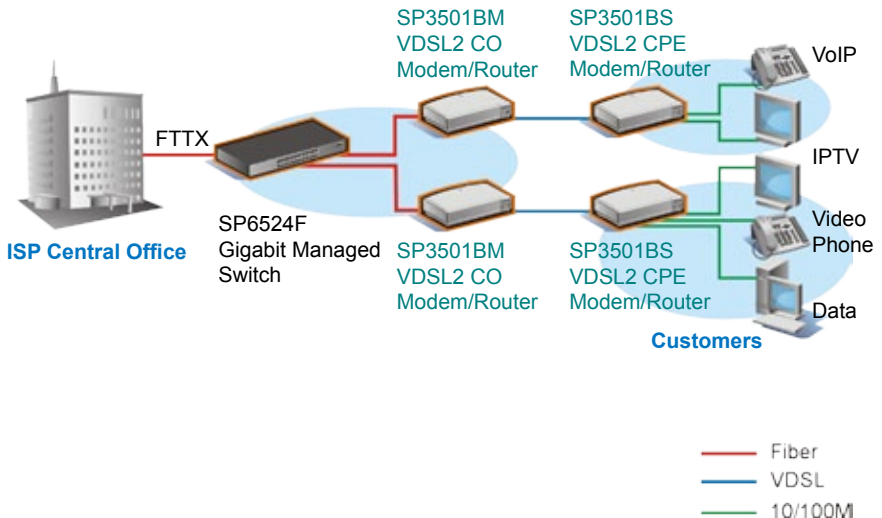 SP3501BM
VDSL2 CO
Modem/Router
SP3501BS
VDSL2 CPE
Modem/Router
VoIP
FTTX
IPTV
SP6524F
Gigabit Managed
Switch
ISP Central Office
SP3501BM
VDSL2 CO
Modem/Router
SP3501BS
VDSL2 CPE
Modem/Router
Video
Phone
Data
Customers
Fiber
VDSL
10/100M